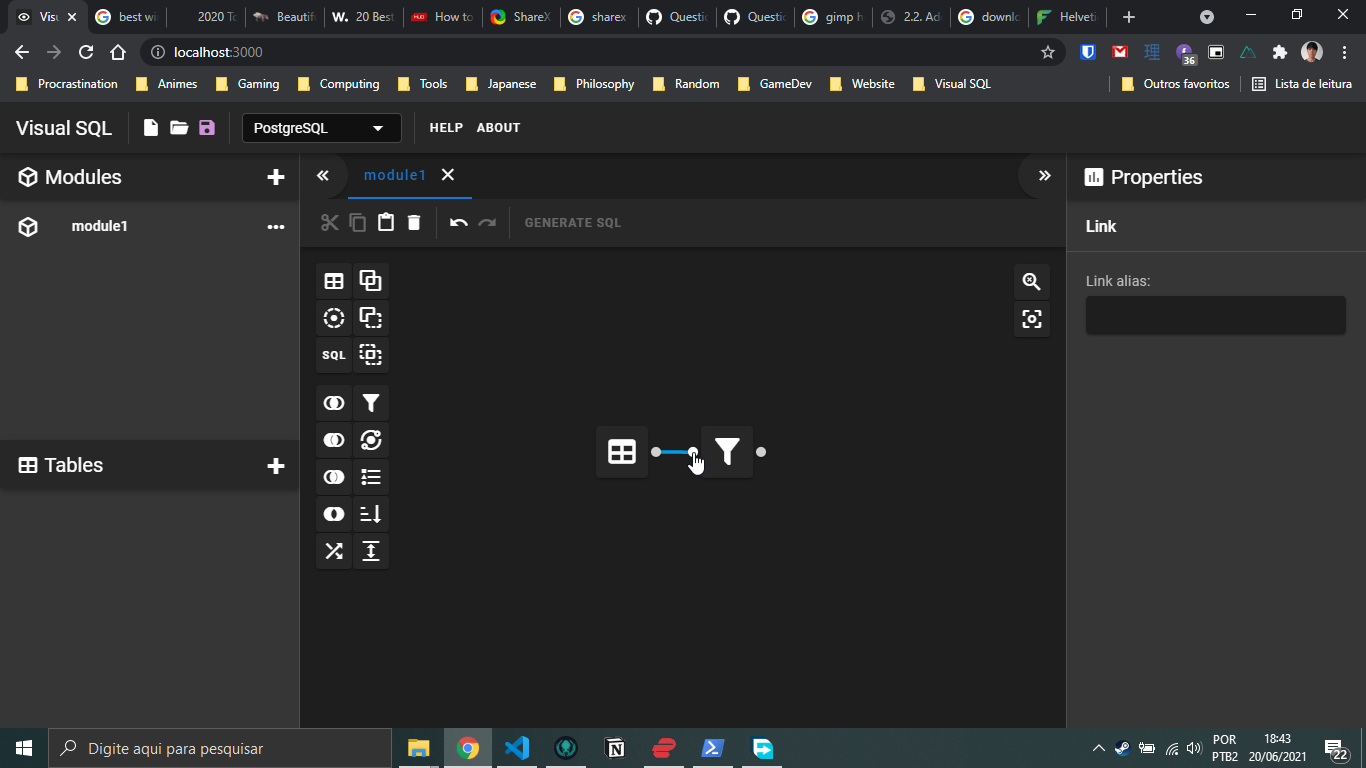 Visu
best wi
2020 To
Beautif
W. 20 Best
How to
ShareX
sharex
Questio
Questio
gimp h
2.2. Ad
downlo
Helveti
localhost:3000
36
Procrastination
Animes
Gaming
Computing
Tools
Japanese
Philosophy
Random
GameDev
Website
Visual SQL
Outros favoritos
Lista de leitura
Visual SQL
PostgreSQL
HELP
ABOUT
Modules
module1
Properties
module1
GENERATE SQL
Link
Link alias:
SQL
Tables
Digite aqui para pesquisar
POR
PTB2
18:43
20/06/2021
22